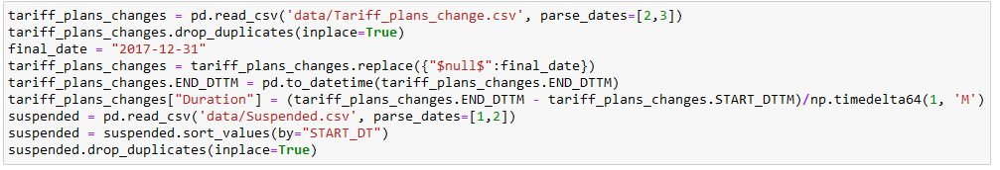 tariff_plans_changes = pd.read_csv('data/Tariff_plans_change.csv', parse_dates=[2,3])
tariff_plans_changes.drop_duplicates(inplace=True)
final_date = "2017-12-31"
tariff_plans_changes = tariff_plans_changes.replace({"$null$":final_date})
tariff_plans_changes.END_DTTM = pd.to_datetime(tariff_plans_changes.END_DTTM)
tariff_plans_changes["Duration"] = (tariff_plans_changes.END_DTTM - tariff_plans_changes.START_DTTM)/np.timedelta64(1, 'M')
suspended = pd.read_csv('data/Suspended.csv', parse_dates=[1,2])
suspended = suspended.sort_values(by="START_DT")
suspended.drop_duplicates(inplace=True)